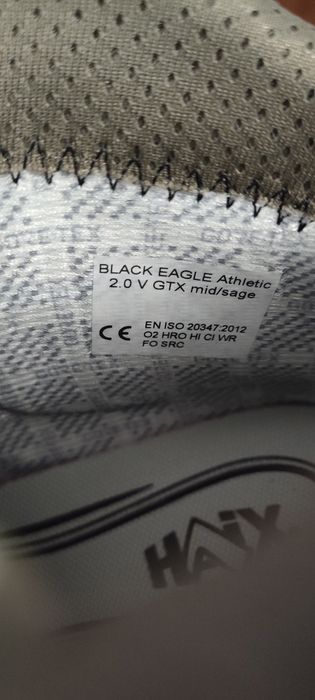 BLACK EAGLE Athletic
2.0 V GTX mid/sage
CE
EN ISO 20347:2012
O2 HRO HI CI WR
FO SRC
HAIX®